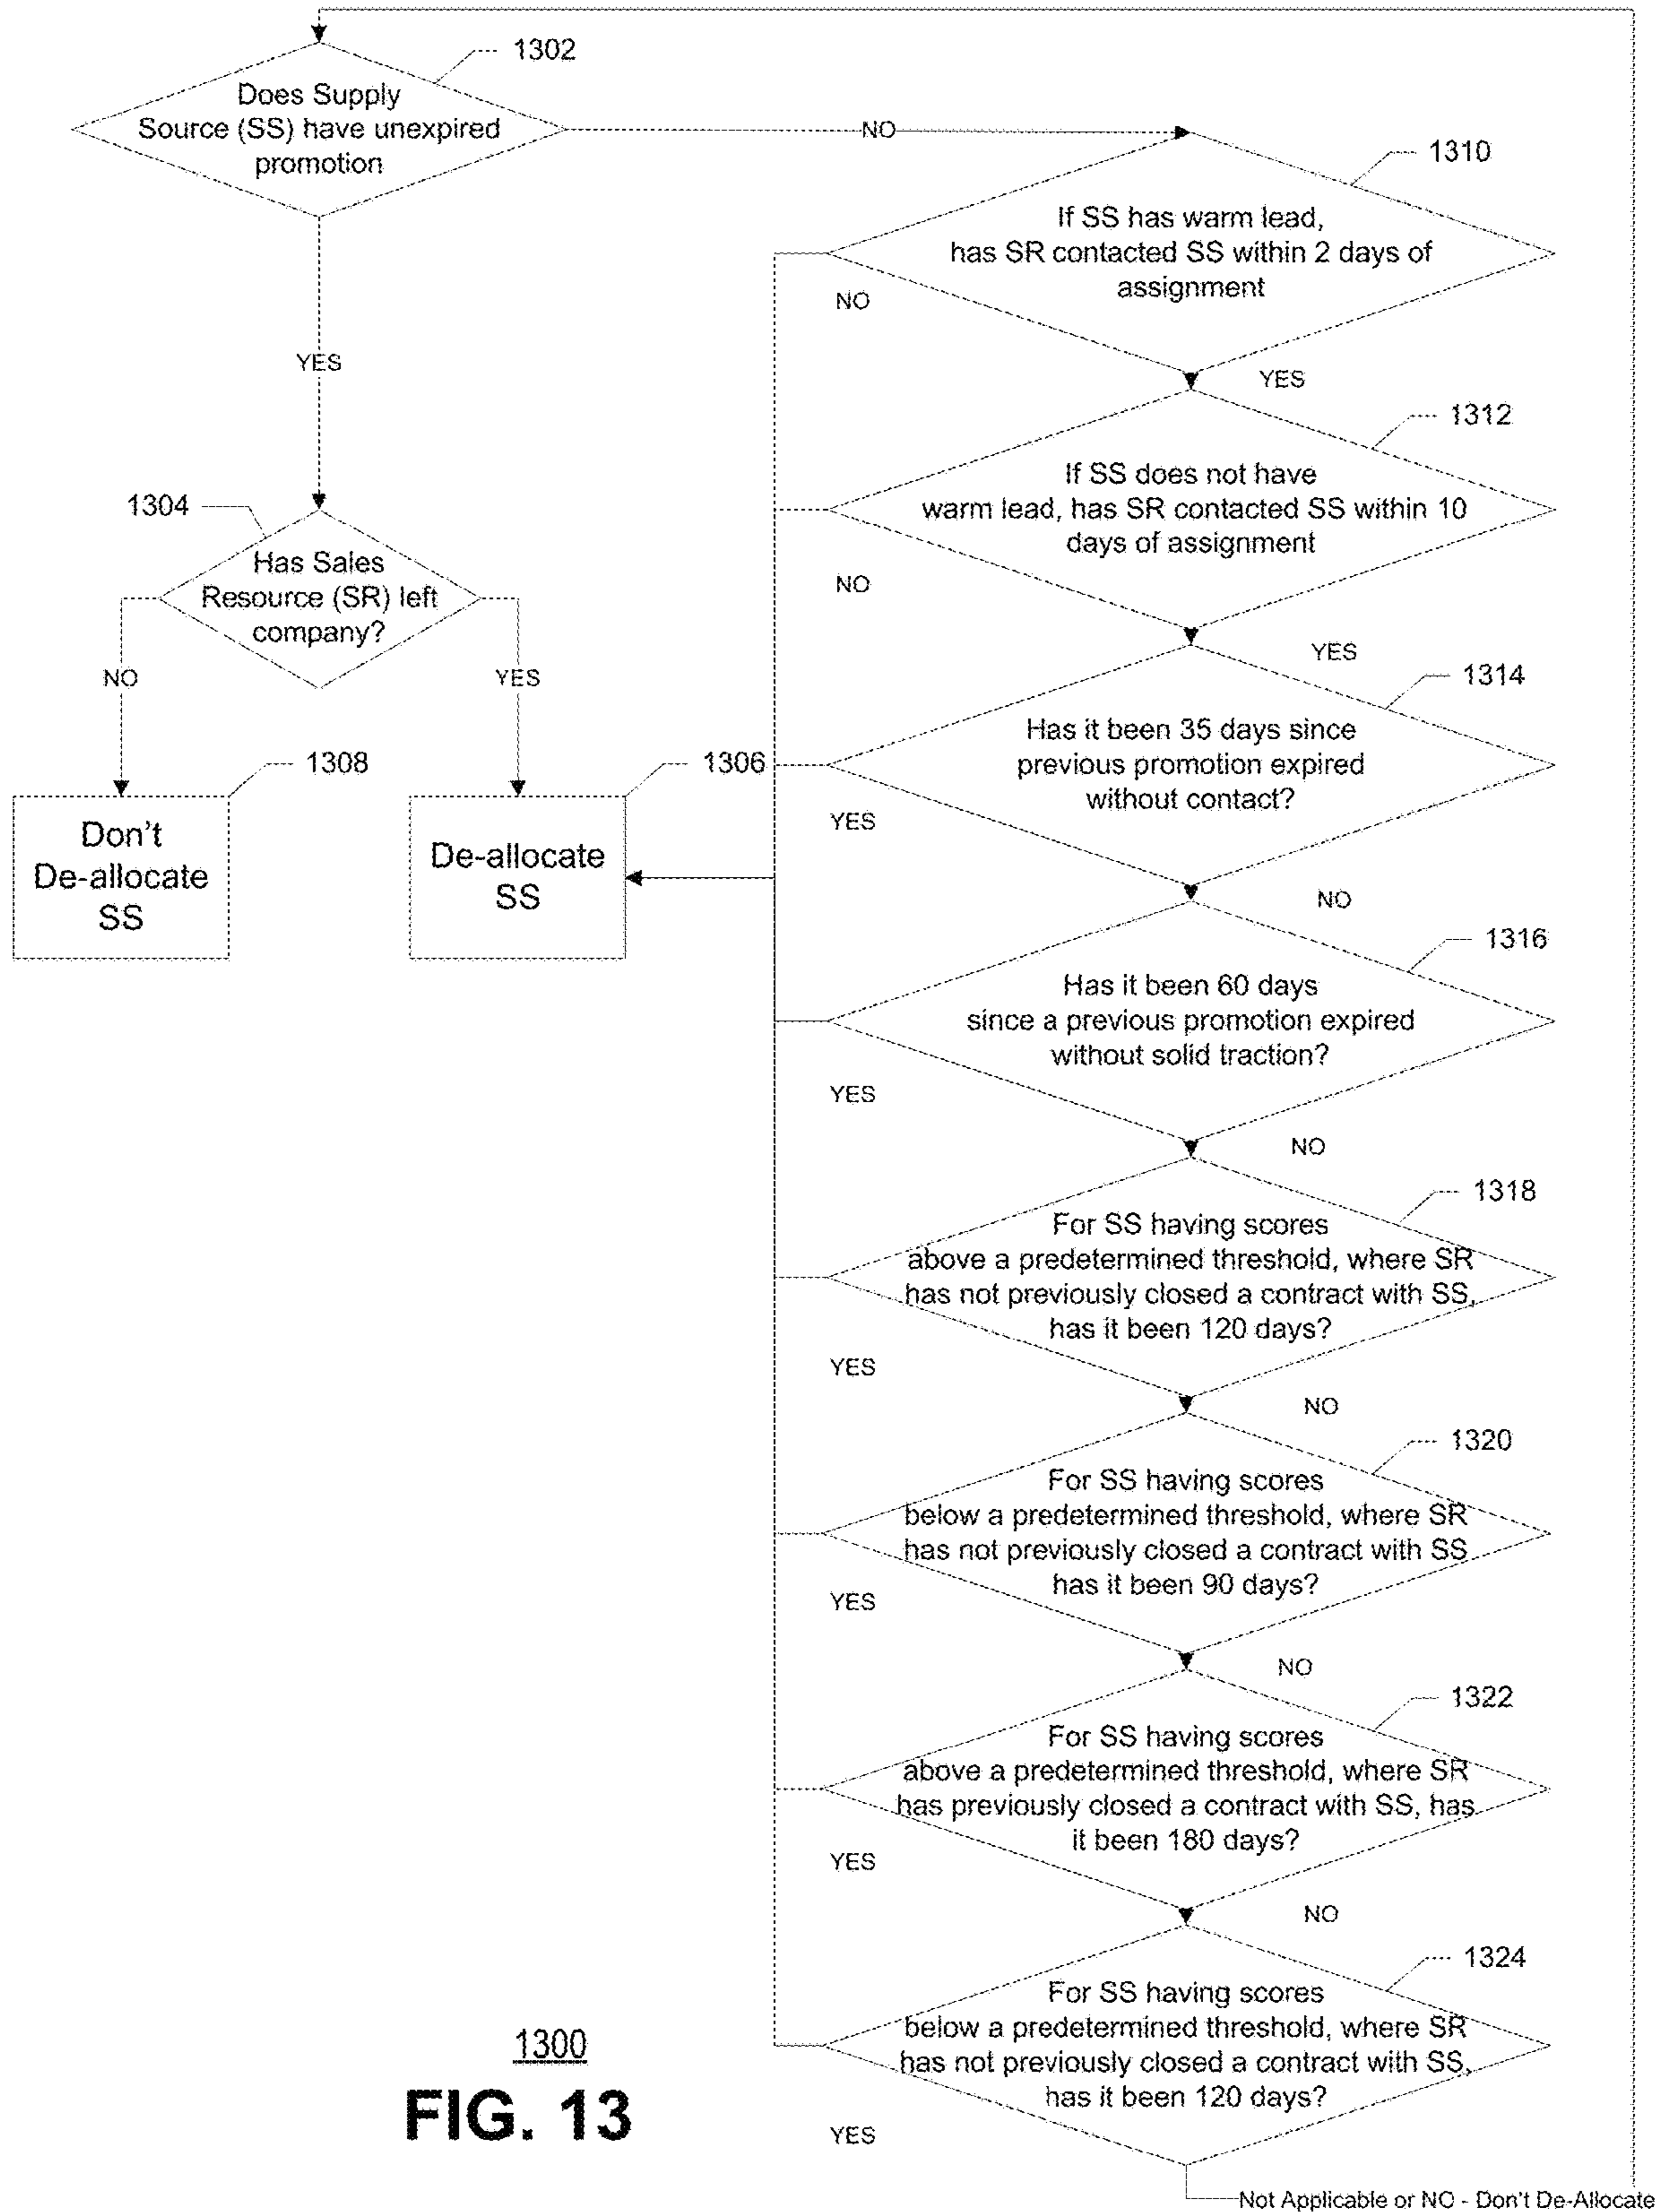 1302
Does Supply
Source (SS) have unexpired
promotion
NO
YES
1304
Has Sales
Resource (SR) left
company?
NO
YES
1308
Don't
De-allocate
SS
1306
De-allocate
SS
1310
If SS has warm lead,
has SR contacted SS within 2 days of
assignment
NO
YES
1312
If SS does not have
warm lead, has SR contacted SS within 10
days of assignment
NO
YES
1314
Has it been 35 days since
previous promotion expired
without contact?
YES
NO
1316
Has it been 60 days
since a previous promotion expired
without solid traction?
YES
NO
1318
For SS having scores
above a predetermined threshold, where SR
has not previously closed a contract with SS,
has it been 120 days?
YES
NO
1320
For SS having scores
below a predetermined threshold, where SR
has not previously closed a contract with SS
has it been 90 days?
YES
NO
1322
For SS having scores
above a predetermined threshold, where SR
has previously closed a contract with SS, has
it been 180 days?
YES
NO
1324
For SS having scores
below a predetermined threshold, where SR
has not previously closed a contract with SS,
has it been 120 days?
YES
Not Applicable or NO - Don't De-Allocate
1300
FIG. 13